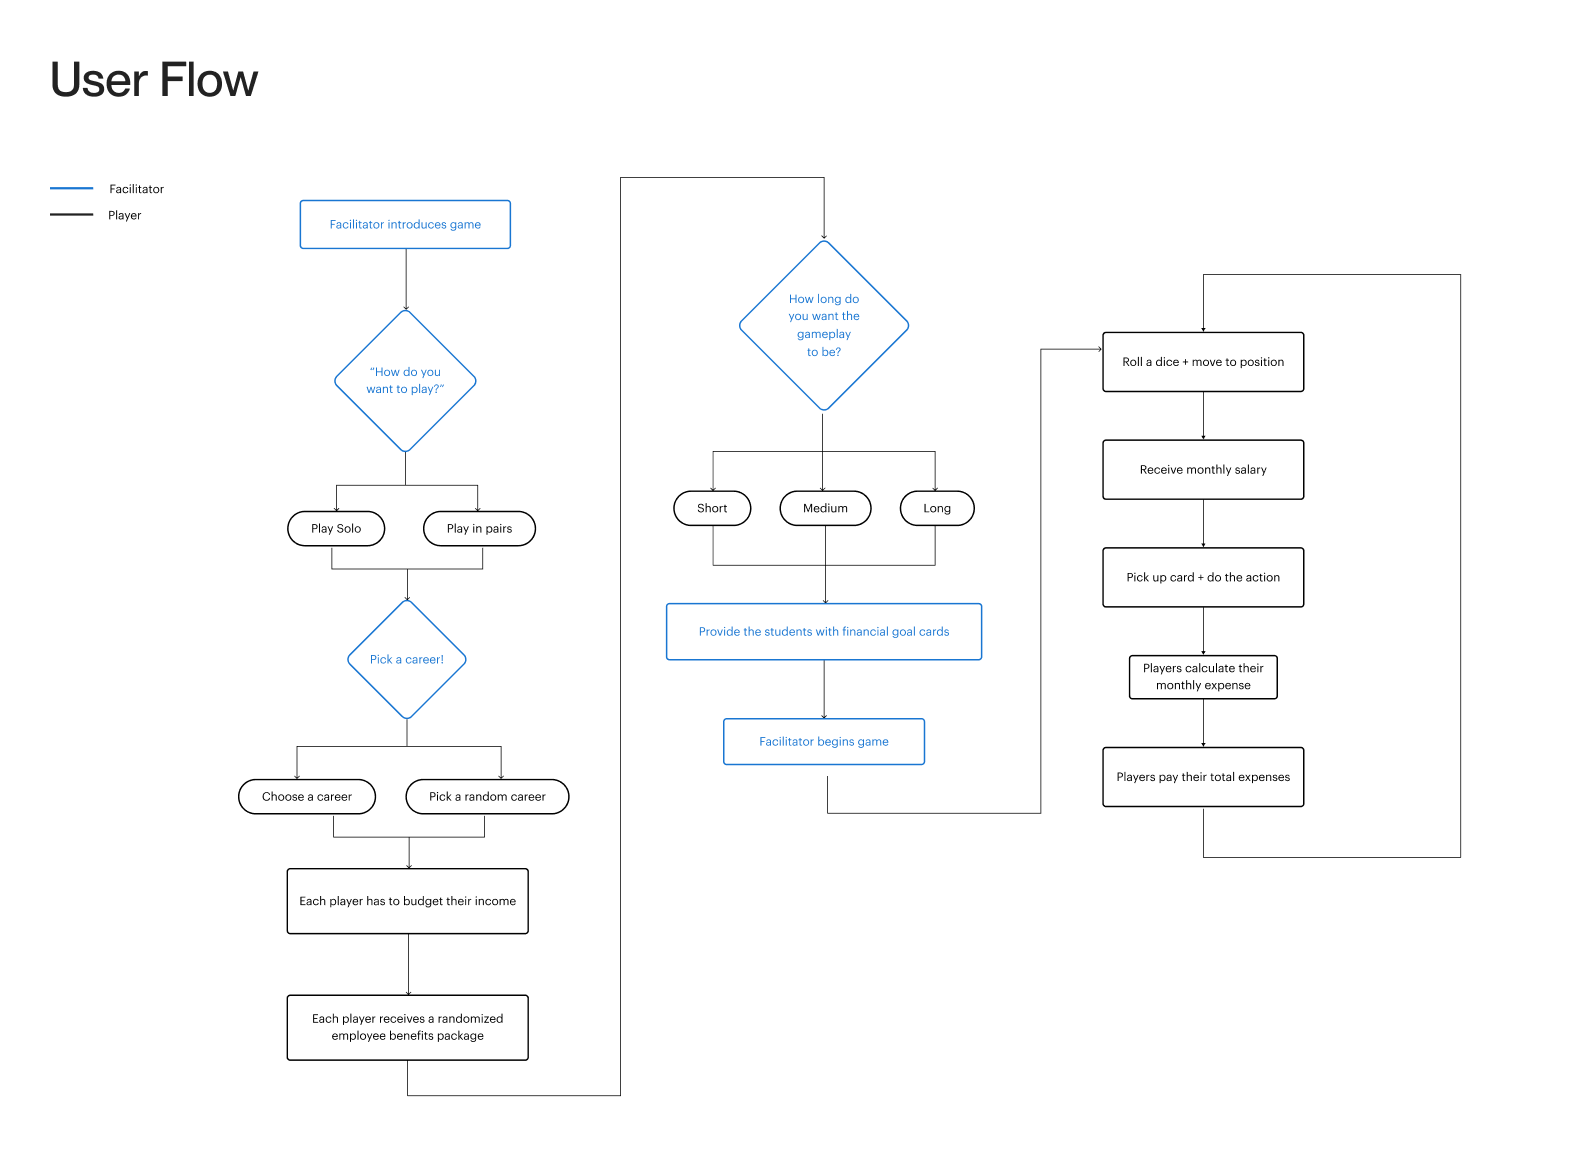 User Flow
Facilitator
Player
Facilitator introduces game
“How do you
want to play?”
Play Solo
Play in pairs
Pick a career!
Choose a career
Pick a random career
Each player has to budget their income
Each player receives a randomized
employee benefits package
How long do
you want the
gameplay
to be?
Short
Medium
Long
Provide the students with financial goal cards
Facilitator begins game
Roll a dice + move to position
Receive monthly salary
Pick up card + do the action
Players calculate their
monthly expense
Players pay their total expenses